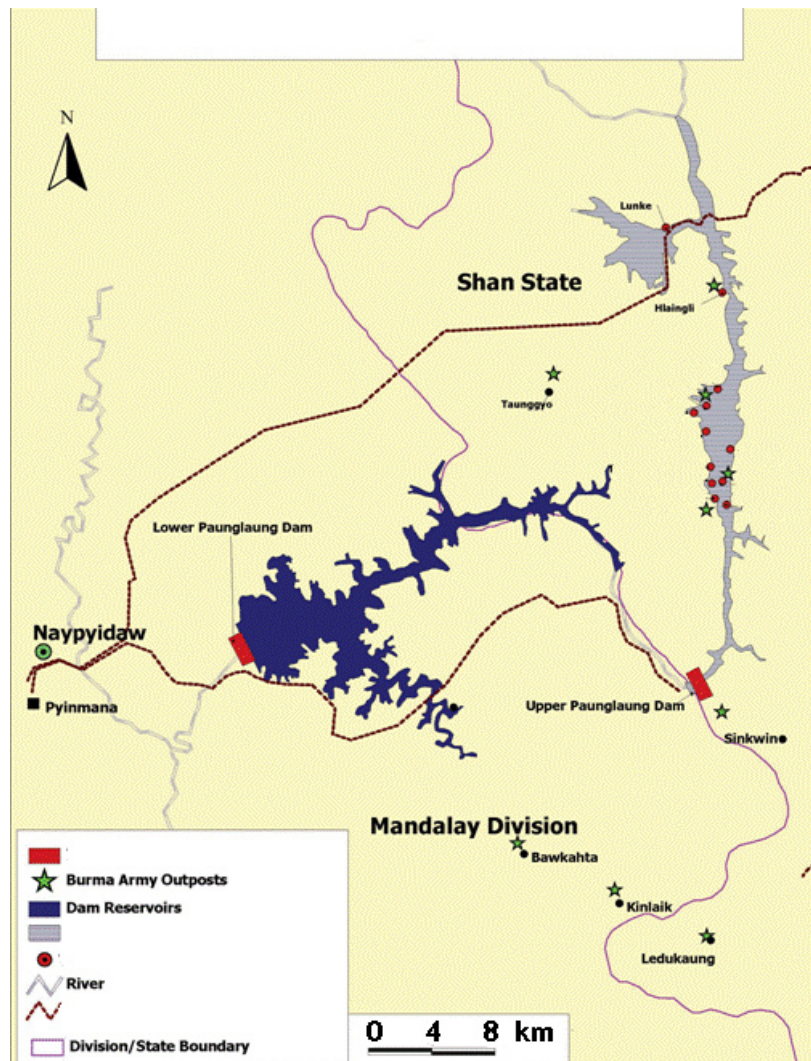 N
Lunke
Shan State
Hlaingli
Taunggyo
Lower Paunglaung Dam
Naypyidaw
Pyinmana
Upper Paunglaung Dam
Sinkwin
Mandalay Division
Bawkahta
Kinlaik
Ledukaung
Burma Army Outposts
Dam Reservoirs
River
Division/State Boundary
0 4 8 km